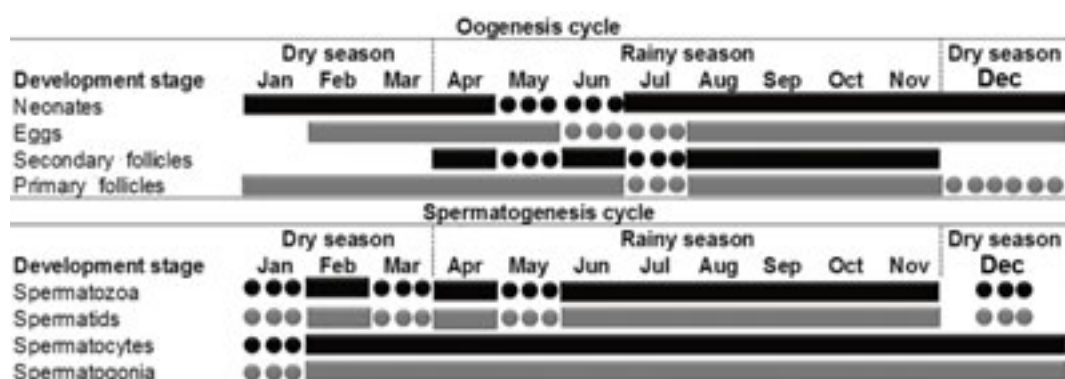 Oogenesis cycle
Dry season Rainy season Dry season
Development stage Jan Feb Mar Apr May Jun Jul Aug Sep Oct Nov Dec
Neonates
Eggs
Secondary follicles
Primary follicles
Spermatogenesis cycle
Dry season Rainy season Dry season
Development stage Jan Feb Mar Apr May Jun Jul Aug Sep Oct Nov Dec
Spermatozoa
Spermatids
Spermatocytes
Spermatogonia